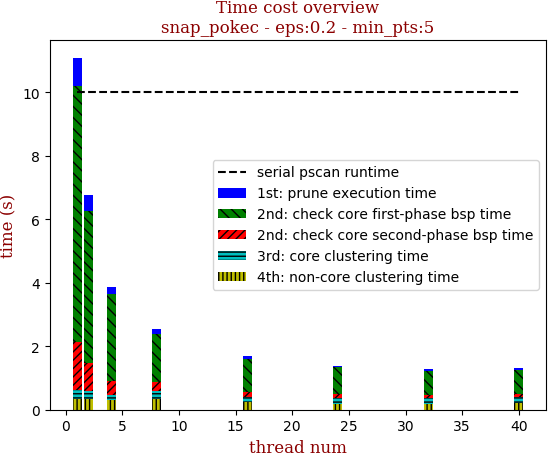 Time cost overview
snap_pokec - eps:0.2 - min_pts:5
time (s)
10
8
6
4
2
0
serial pscan runtime
1st: prune execution time
2nd: check core first-phase bsp time
2nd: check core second-phase bsp time
3rd: core clustering time
4th: non-core clustering time
0 5 10 15 20 25 30 35 40
thread num